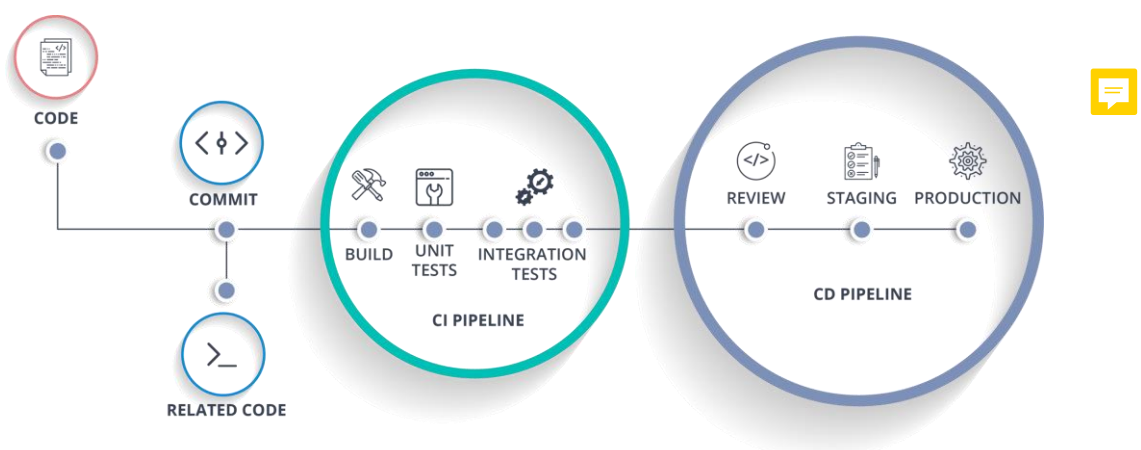 CODE
COMMIT
RELATED CODE
BUILD
UNIT
TESTS
INTEGRATION
TESTS
CI PIPELINE
REVIEW
STAGING
PRODUCTION
CD PIPELINE